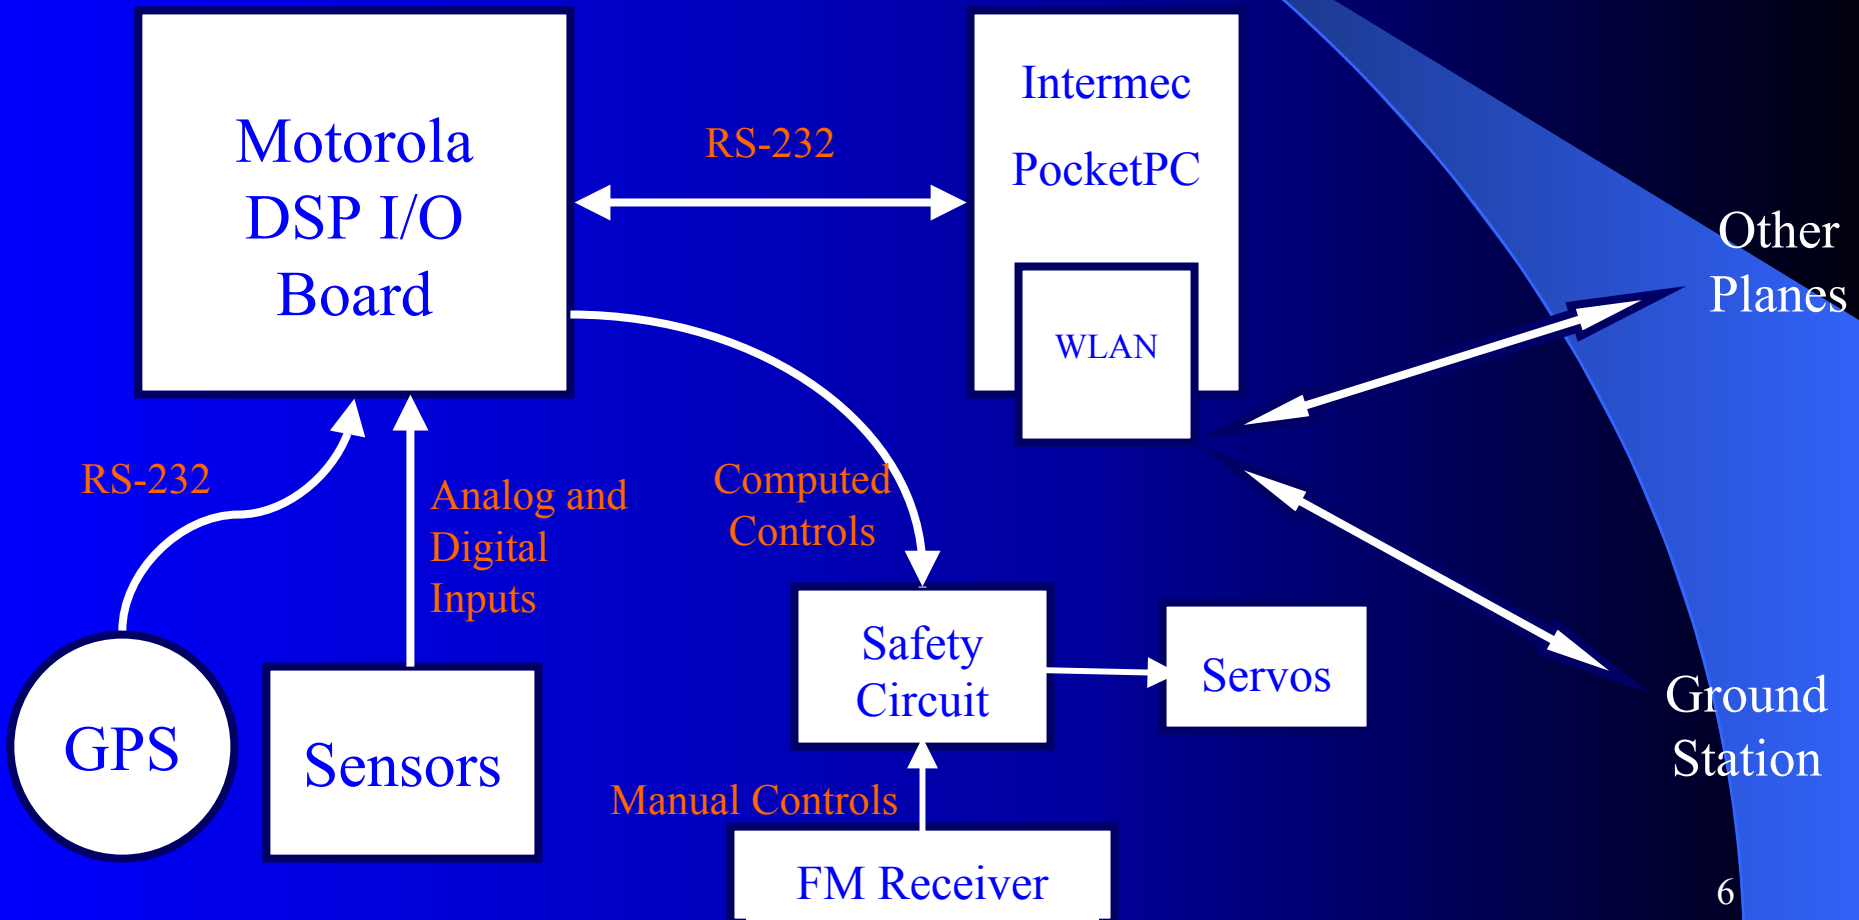 Motorola
DSP I/O
Board
RS-232
Intermec
PocketPC
WLAN
Other
Planes
RS-232
Analog and
Digital
Inputs
Computed
Controls
GPS
Sensors
Safety
Circuit
Servos
Ground
Station
Manual Controls
FM Receiver
6